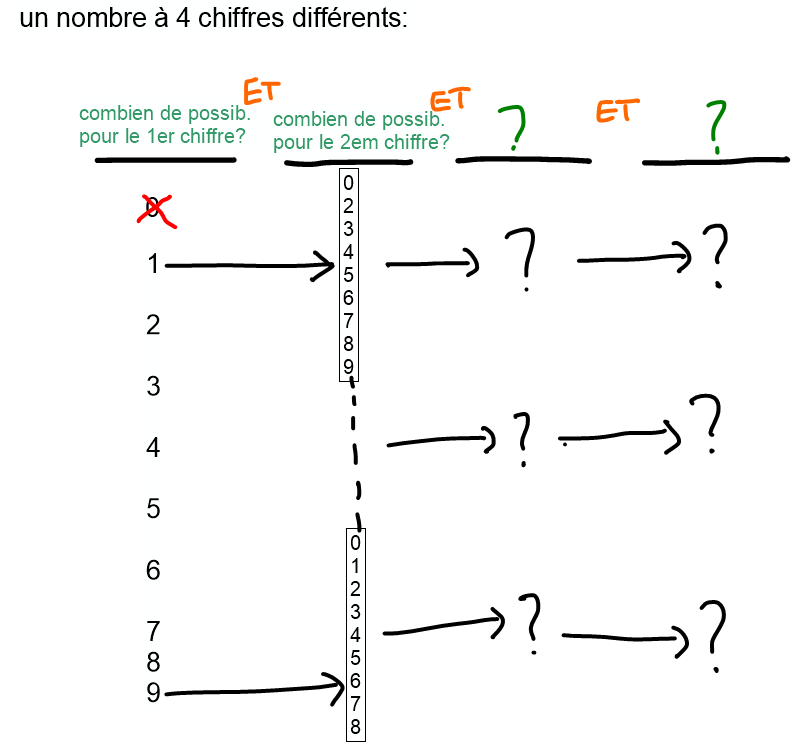 un nombre à 4 chiffres différents:
ET ET ET
combien de possib. combien de possib. ? ?
pour le 1er chiffre? pour le 2em chiffre?
0
0
2
3
1 4 ? ?
5
6
2 7
8
9
3
4 ? ?
5
0
6 1
2
3
7 4 ? ?
8 5
9 6
7
8